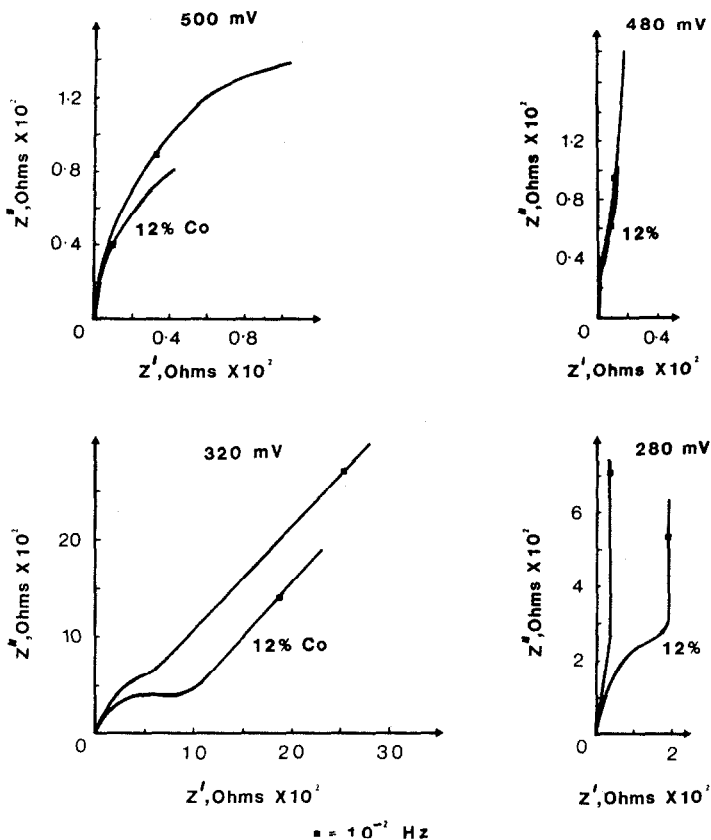 500 mV
Z",Ohms X10²
1·2
0·8
0·4
0
12% Co
0·4 0·8
Z',Ohms X10²
480 mV
Z",Ohms X10²
1·2
0·8
0·4
0
12%
0·4
Z',Ohms X10²
320 mV
Z",Ohms X10²
20
10
0
12% Co
10 20 30
Z',Ohms X10²
280 mV
Z",Ohms X10²
6
4
2
0
12%
2
Z',Ohms X10²
▪ = 10⁻² Hz